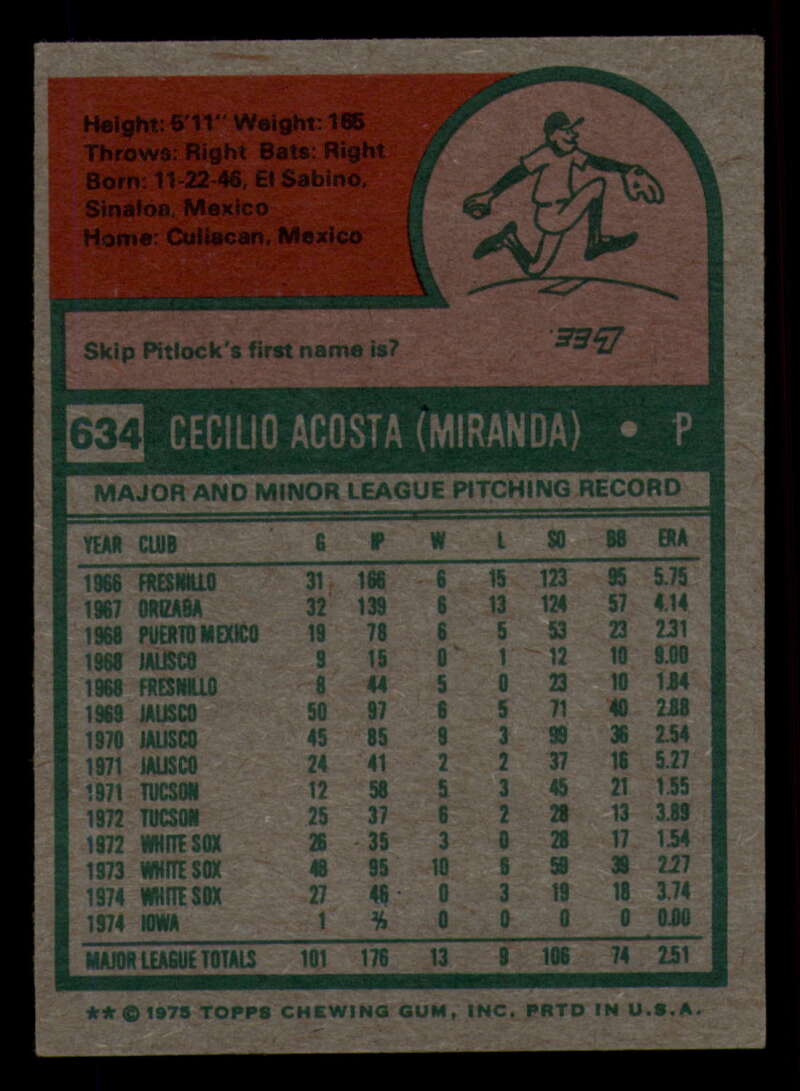 Height: 5'11" Weight: 165
Throws: Right Bats: Right
Born: 11-22-46, El Sabino,
Sinaloa, Mexico
Home: Culiacan, Mexico
Skip Pitlock's first name is?
Lee.
634 CECILIO ACOSTA (MIRANDA) • P
MAJOR AND MINOR LEAGUE PITCHING RECORD
YEAR CLUB G IP W L SO BB ERA
1966 FRESNILLO 31 166 6 15 123 95 5.75
1967 ORIZABA 32 139 6 13 124 57 4.14
1968 PUERTO MEXICO 19 78 6 5 53 23 2.31
1968 JALISCO 9 15 0 1 12 10 9.00
1968 FRESNILLO 8 44 5 0 23 10 1.84
1969 JALISCO 50 97 6 5 71 40 2.88
1970 JALISCO 45 85 9 3 99 36 2.54
1971 JALISCO 24 41 2 2 37 16 5.27
1971 TUCSON 12 58 5 3 45 21 1.55
1972 TUCSON 25 37 6 2 28 13 3.89
1972 WHITE SOX 26 35 3 0 28 17 1.54
1973 WHITE SOX 48 95 10 6 59 39 2.27
1974 WHITE SOX 27 46 0 3 19 18 3.74
1974 IOWA 1 ⅔ 0 0 0 0 0.00
MAJOR LEAGUE TOTALS 101 176 13 9 106 74 2.51
** © 1975 TOPPS CHEWING GUM, INC. PRTD IN U.S.A.